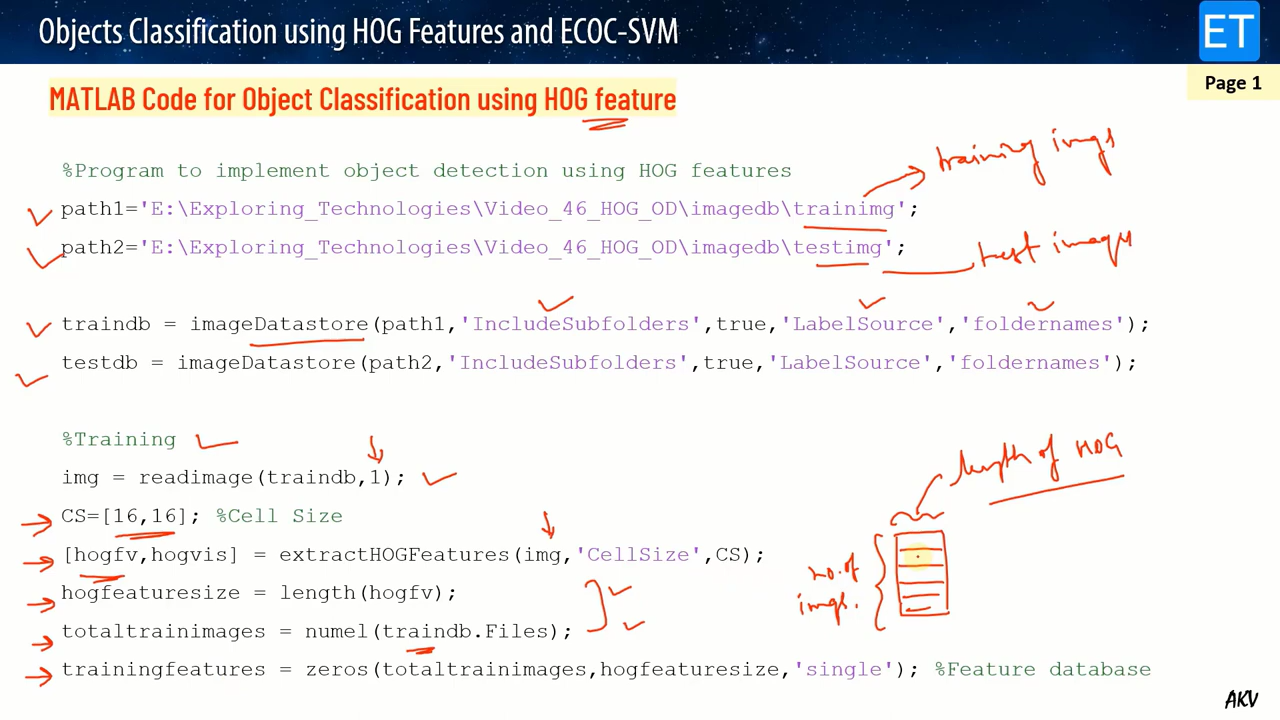 Objects Classification using HOG Features and ECOC-SVM
ET
Page 1
MATLAB Code for Object Classification using HOG feature
training imgs
%Program to implement object detection using HOG features
path1='E:\Exploring_Technologies\Video_46_HOG_OD\imagedb\trainimg';
path2='E:\Exploring_Technologies\Video_46_HOG_OD\imagedb\testimg';
test images
traindb = imageDatastore(path1,'IncludeSubfolders',true,'LabelSource','foldernames');
testdb = imageDatastore(path2,'IncludeSubfolders',true,'LabelSource','foldernames');
%Training
length of HOG
img = readimage(traindb,1);
CS=[16,16]; %Cell Size
[hogfv,hogvis] = extractHOGFeatures(img,'CellSize',CS);
no. of
imgs.
hogfeaturesize = length(hogfv);
totaltrainimages = numel(traindb.Files);
trainingfeatures = zeros(totaltrainimages,hogfeaturesize,'single'); %Feature database
AKV